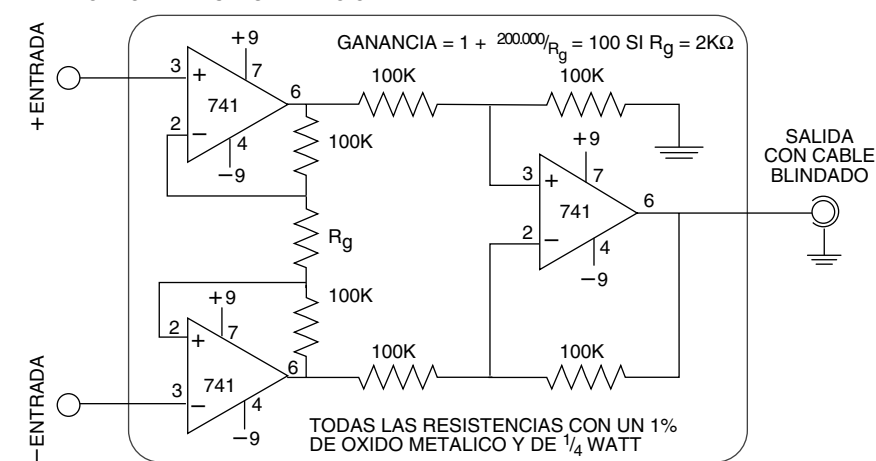 GANANCIA = 1 + 200.000/Rg = 100 SI Rg = 2KΩ
+ENTRADA
+9
3
+
7
6
741
2
−
4
−9
100K
100K
100K
100K
Rg
100K
+9
3
+
7
6
741
2
−
4
−9
SALIDA
CON CABLE
BLINDADO
+9
2
+
7
6
741
3
−
4
−9
−ENTRADA
100K
100K
TODAS LAS RESISTENCIAS CON UN 1%
DE OXIDO METALICO Y DE 1/4 WATT